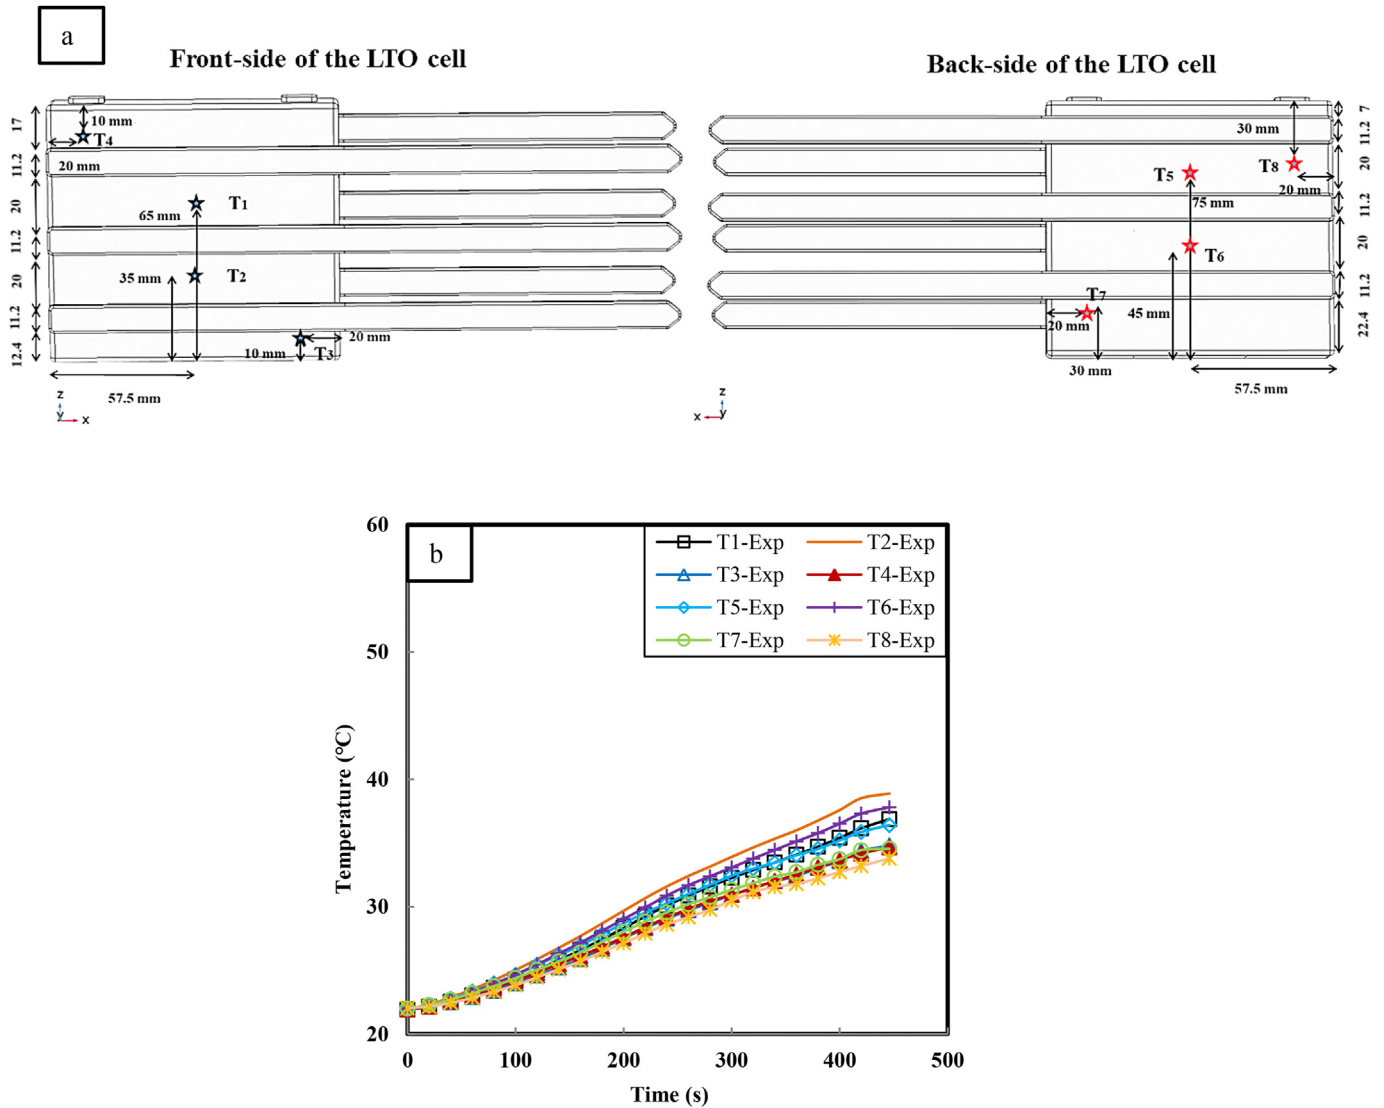 a
Front-side of the LTO cell
Back-side of the LTO cell
17
11.2
20
11.2
20
11.2
12.4
10 mm
T4
20 mm
T1
65 mm
35 mm
T2
20 mm
10 mm
T3
57.5 mm
z
y
x
7
11.2
20
11.2
20
11.2
22.4
30 mm
T5
T8
20 mm
75 mm
T6
T7
20 mm
45 mm
30 mm
57.5 mm
z
x
y
b
T1-Exp T2-Exp
T3-Exp T4-Exp
T5-Exp T6-Exp
T7-Exp T8-Exp
60
50
40
30
20
Temperature (°C)
0 100 200 300 400 500
Time (s)